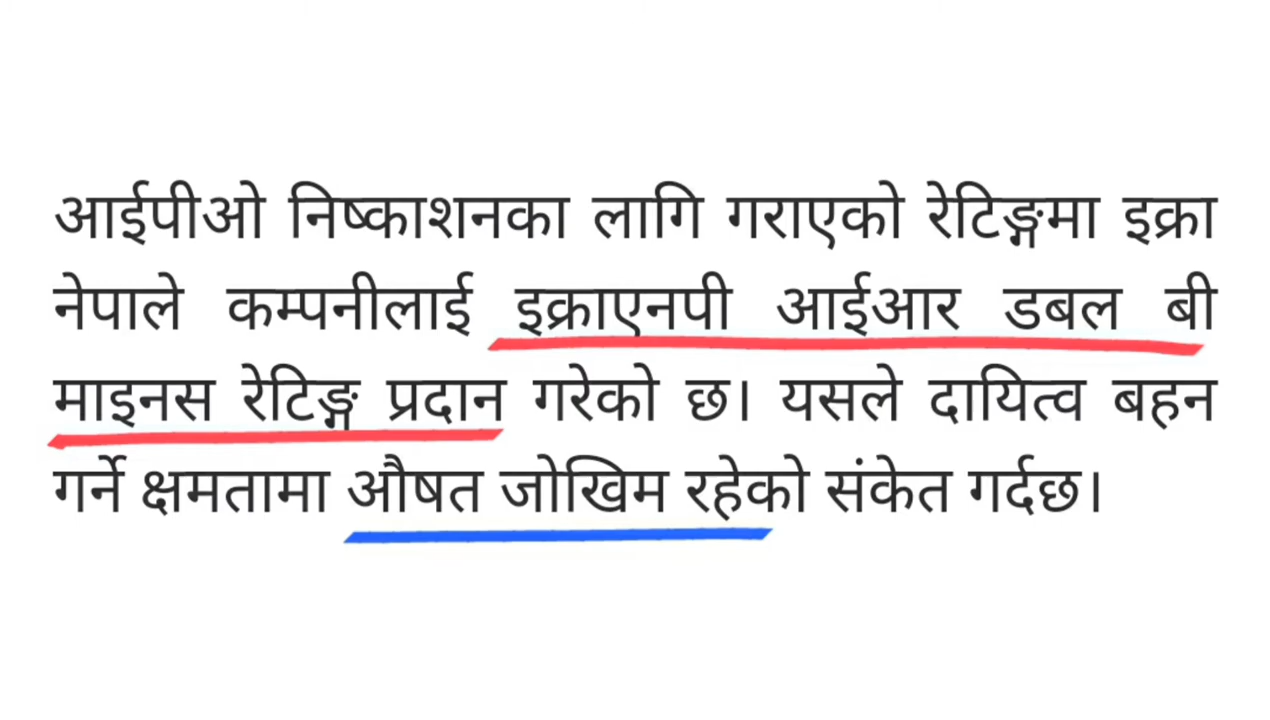 आईपीओ निष्काशनका लागि गराएको रेटिङ्गमा इक्रा
नेपाले कम्पनीलाई इक्राएनपी आईआर डबल बी
माइनस रेटिङ्ग प्रदान गरेको छ। यसले दायित्व बहन
गर्ने क्षमतामा औषत जोखिम रहेको संकेत गर्दछ।